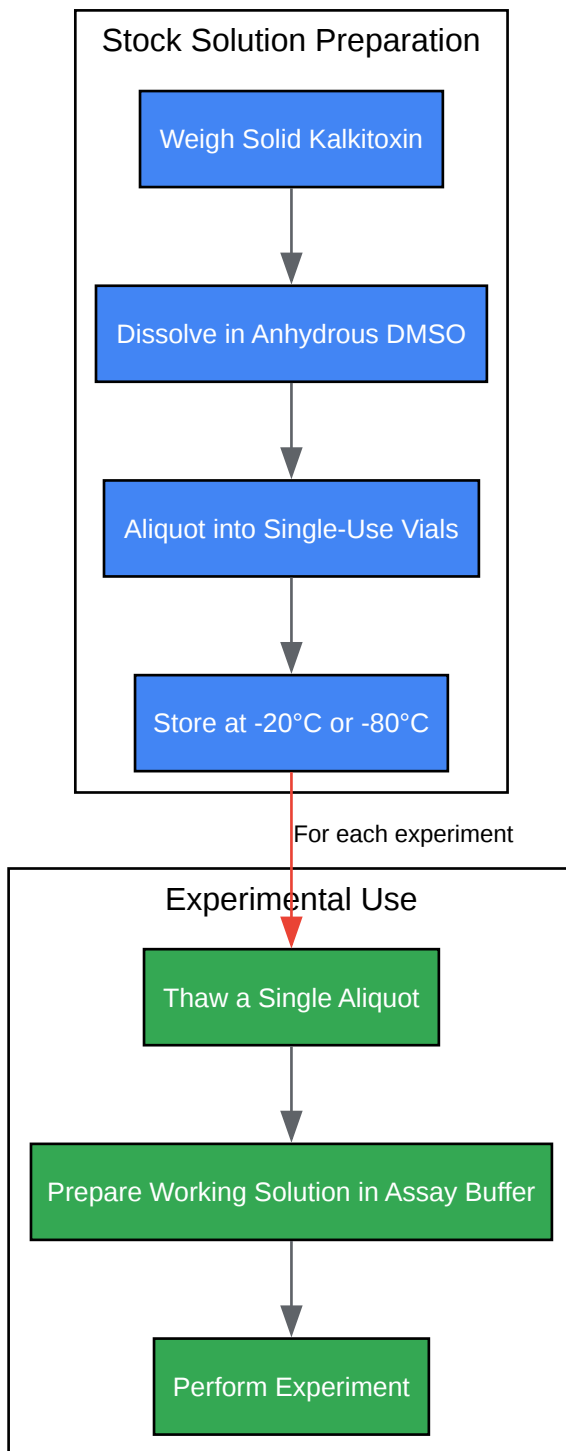 Stock Solution Preparation
Weigh Solid Kalkitoxin
Dissolve in Anhydrous DMSO
Aliquot into Single-Use Vials
Store at -20°C or -80°C
For each experiment
Experimental Use
Thaw a Single Aliquot
Prepare Working Solution in Assay Buffer
Perform Experiment